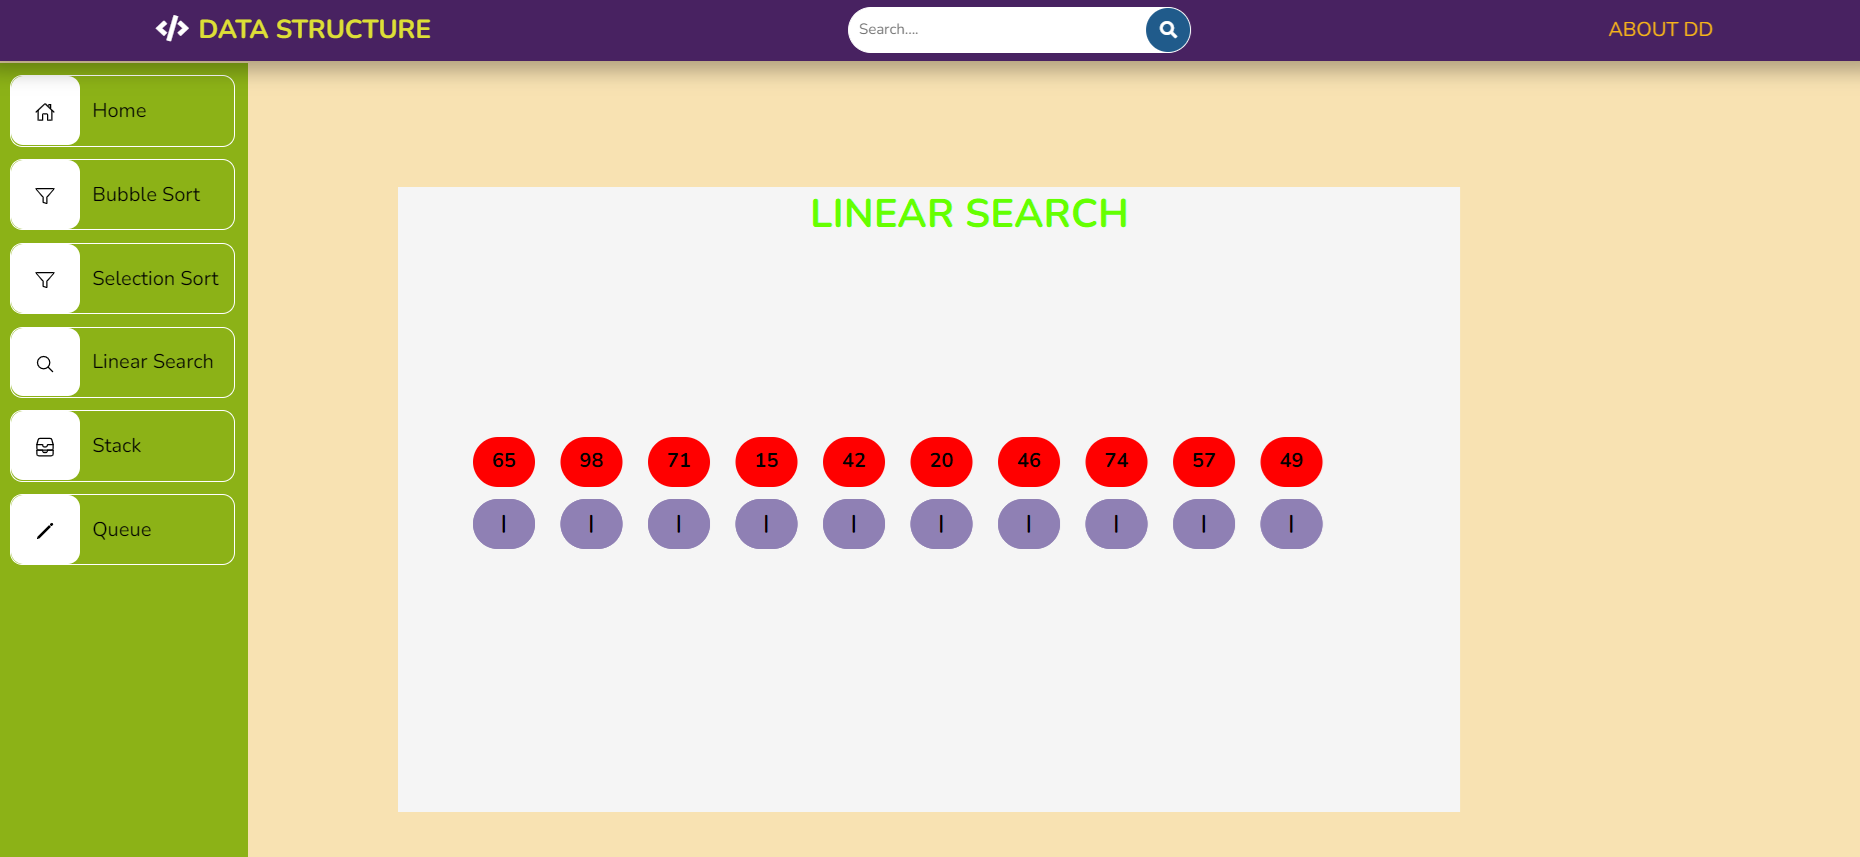 DATA STRUCTURE
Search....
ABOUT DD
Home
Bubble Sort
Selection Sort
Linear Search
Stack
Queue
LINEAR SEARCH
65 98 71 15 42 20 46 74 57 49
| | | | | | | | | |